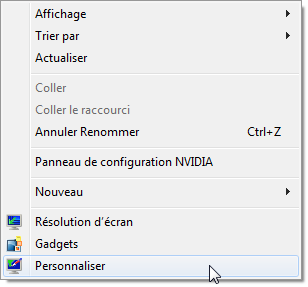 Affichage
Trier par
Actualiser
Coller
Coller le raccourci
Annuler Renommer Ctrl+Z
Panneau de configuration NVIDIA
Nouveau
Résolution d'écran
Gadgets
Personnaliser